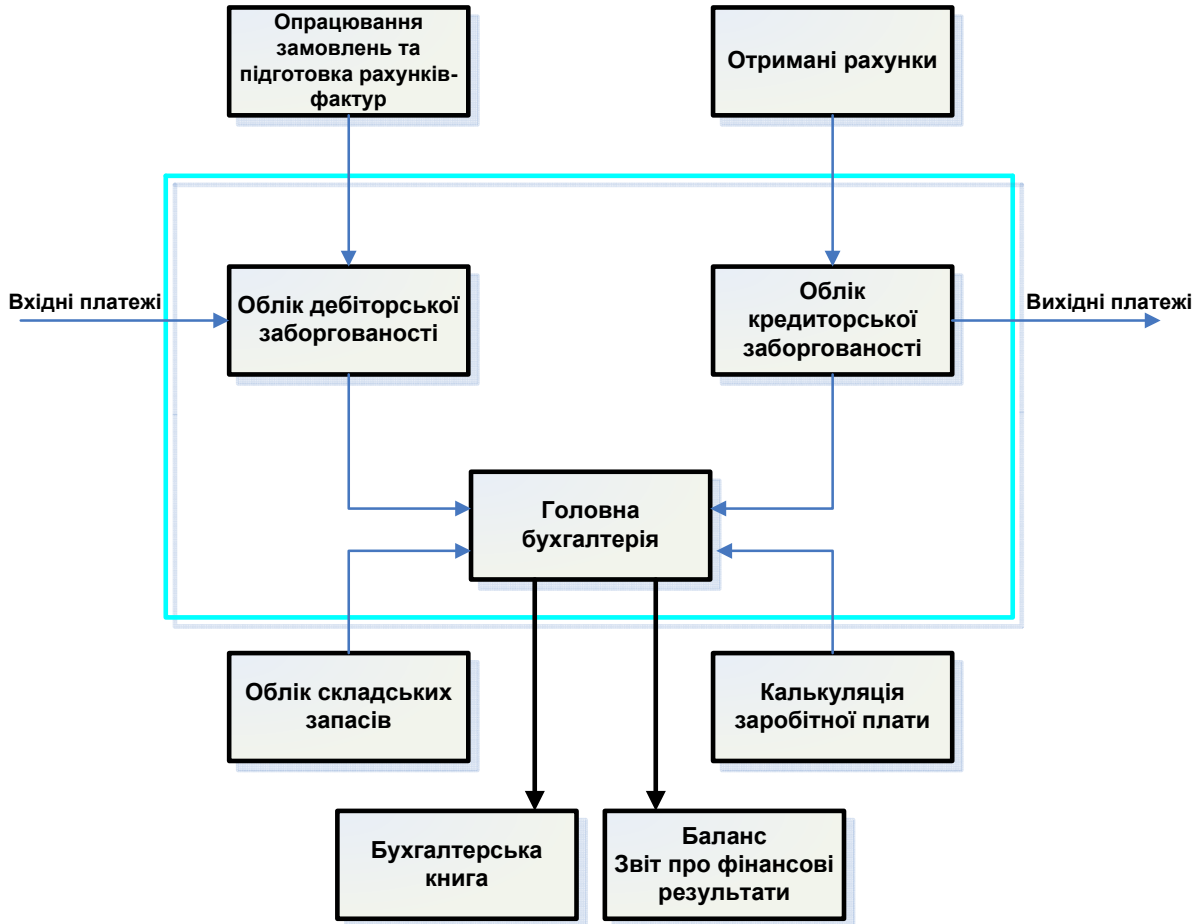 Опрацювання
замовлень та
підготовка рахунків-
фактур
Отримані рахунки
Вхідні платежі
Облік дебіторської
заборгованості
Облік
кредиторської
заборгованості
Вихідні платежі
Головна
бухгалтерія
Облік складських
запасів
Калькуляція
заробітної плати
Бухгалтерська
книга
Баланс
Звіт про фінансові
результати